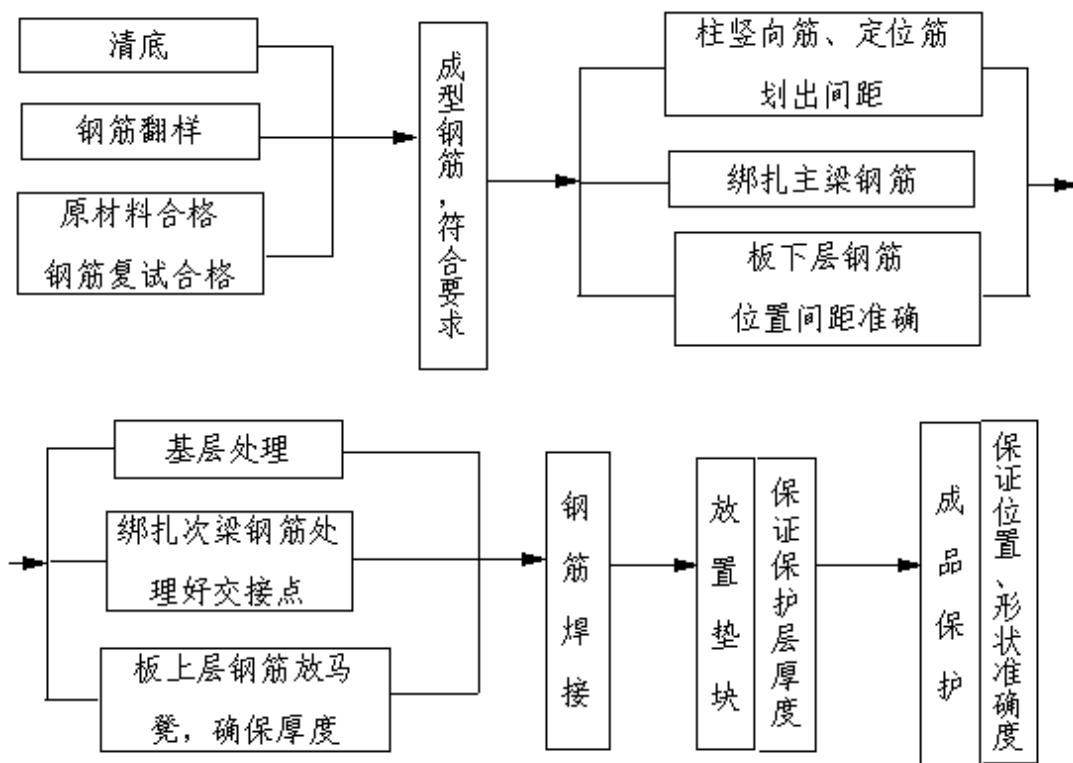 清底
钢筋翻样
原材料合格
钢筋复试合格
成型钢筋，符合要求
柱竖向筋、定位筋
划出间距
绑扎主梁钢筋
板下层钢筋
位置间距准确
基层处理
绑扎次梁钢筋处
理好交接点
板上层钢筋放马
凳，确保厚度
钢筋焊接
放置垫块
保证保护层厚度
成品保护
保证位置、形状准确度